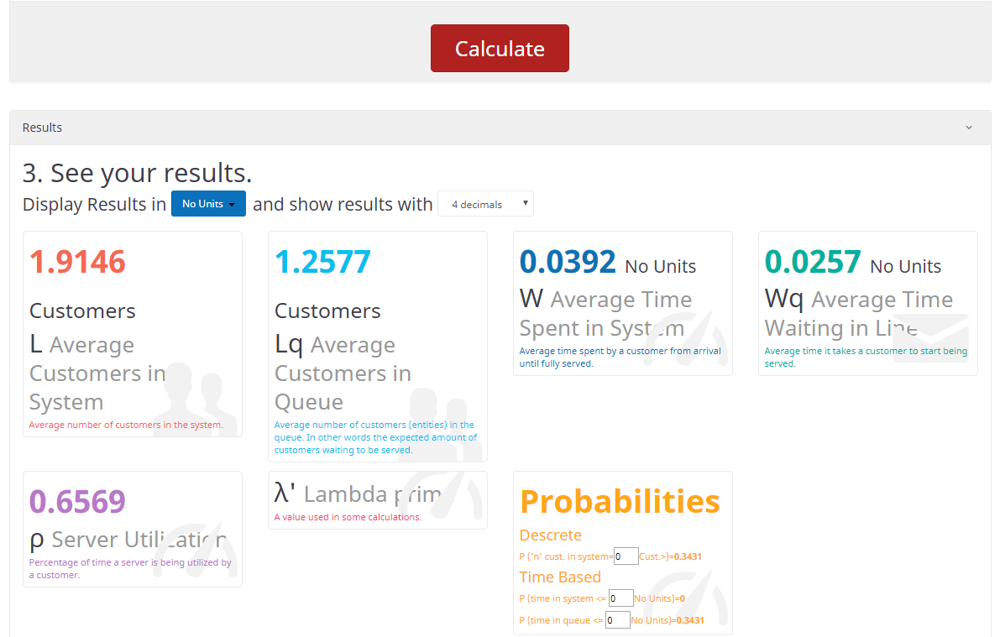 Calculate
Results
3. See your results.
Display Results in No Units and show results with 4 decimals
1.9146
Customers
L Average
Customers in
System
Average number of customers in the system.
1.2577
Customers
Lq Average
Customers in
Queue
Average number of customers (entities) in the
queue. In other words the expected amount of
customers waiting to be served.
0.0392 No Units
W Average Time
Spent in System
Average time spent by a customer from arrival
until fully served.
0.0257 No Units
Wq Average Time
Waiting in Line
Average time it takes a customer to start being
served.
0.6569
ρ Server Utilization
Percentage of time a server is being utilized by
a customer.
λ' Lambda prim
A value used in some calculations.
Probabilities
Descrete
P ('n' cust. in system= 0 Cust.>)=0.3431
Time Based
P (time in system <= 0 No Units)=0
P (time in queue <= 0 No Units)=0.3431